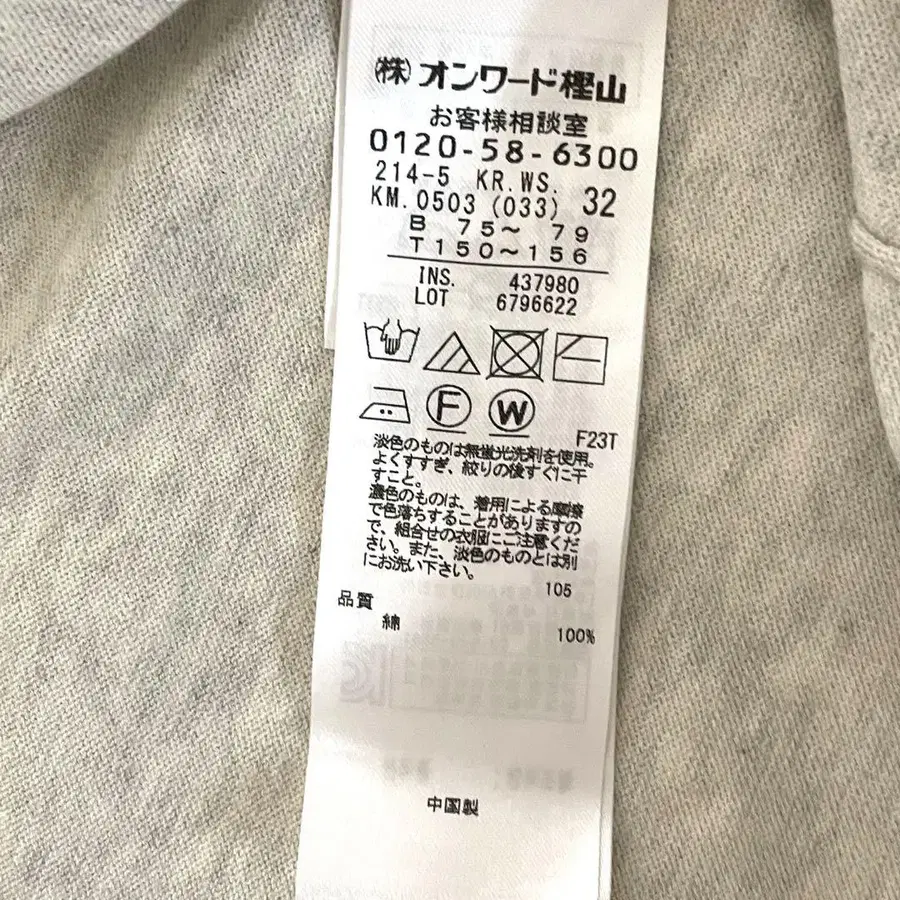 (株)オンワード樫山
お客様相談室
0120-58-6300
214-5 KR.WS.
KM.0503 (033) 32
B 75〜 79
T150〜156
INS. 437980
LOT 6796622
F
W
F23T
淡色のものは無蛍光洗剤を使用。
よくすすぎ、絞りの後すぐに干
すこと。
濃色のものは、着用による摩擦
で色落ちすることがありますの
で、組合せの衣服にご注意くだ
さい。また、淡色のものとは別
にお洗い下さい。
105
品質
綿
100%
中国製